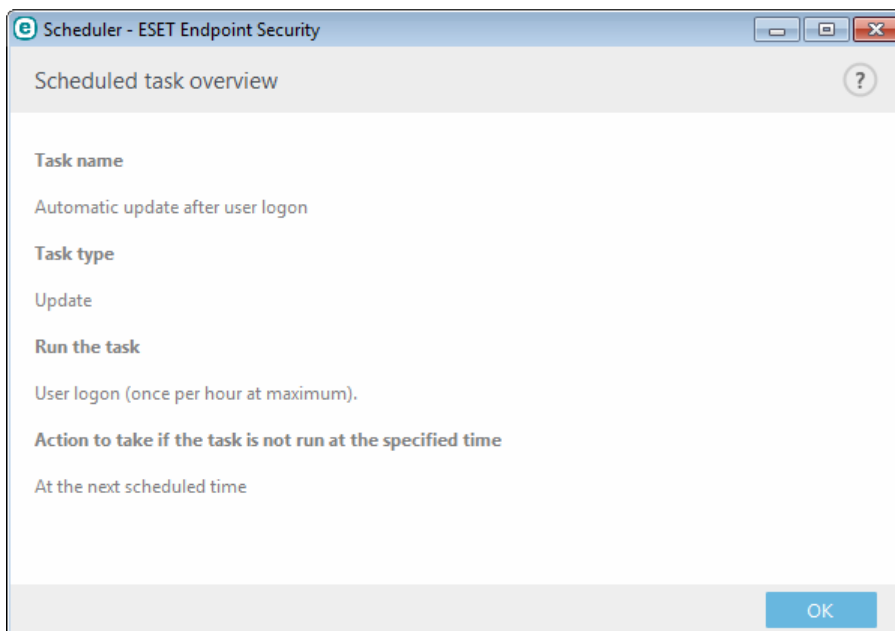 Scheduler - ESET Endpoint Security
Scheduled task overview
?
Task name
Automatic update after user logon
Task type
Update
Run the task
User logon (once per hour at maximum).
Action to take if the task is not run at the specified time
At the next scheduled time
OK